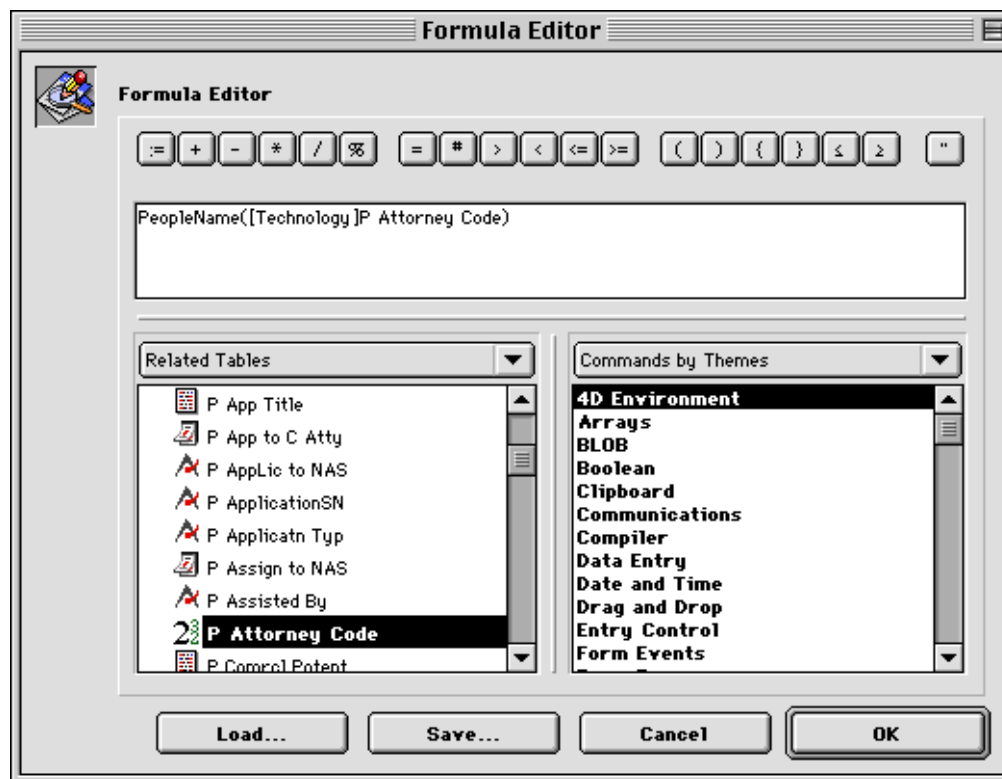 Formula Editor
Formula Editor
:= + - * / % = # > < <= >= ( ) { } ≤ ≥ "
PeopleName([Technology]P Attorney Code)
Related Tables
P App Title
P App to C Atty
P AppLic to NAS
P ApplicationSN
P Applicatn Typ
P Assign to NAS
P Assisted By
P Attorney Code
P Comrcl Potent
Commands by Themes
4D Environment
Arrays
BLOB
Boolean
Clipboard
Communications
Compiler
Data Entry
Date and Time
Drag and Drop
Entry Control
Form Events
Load...
Save...
Cancel
OK